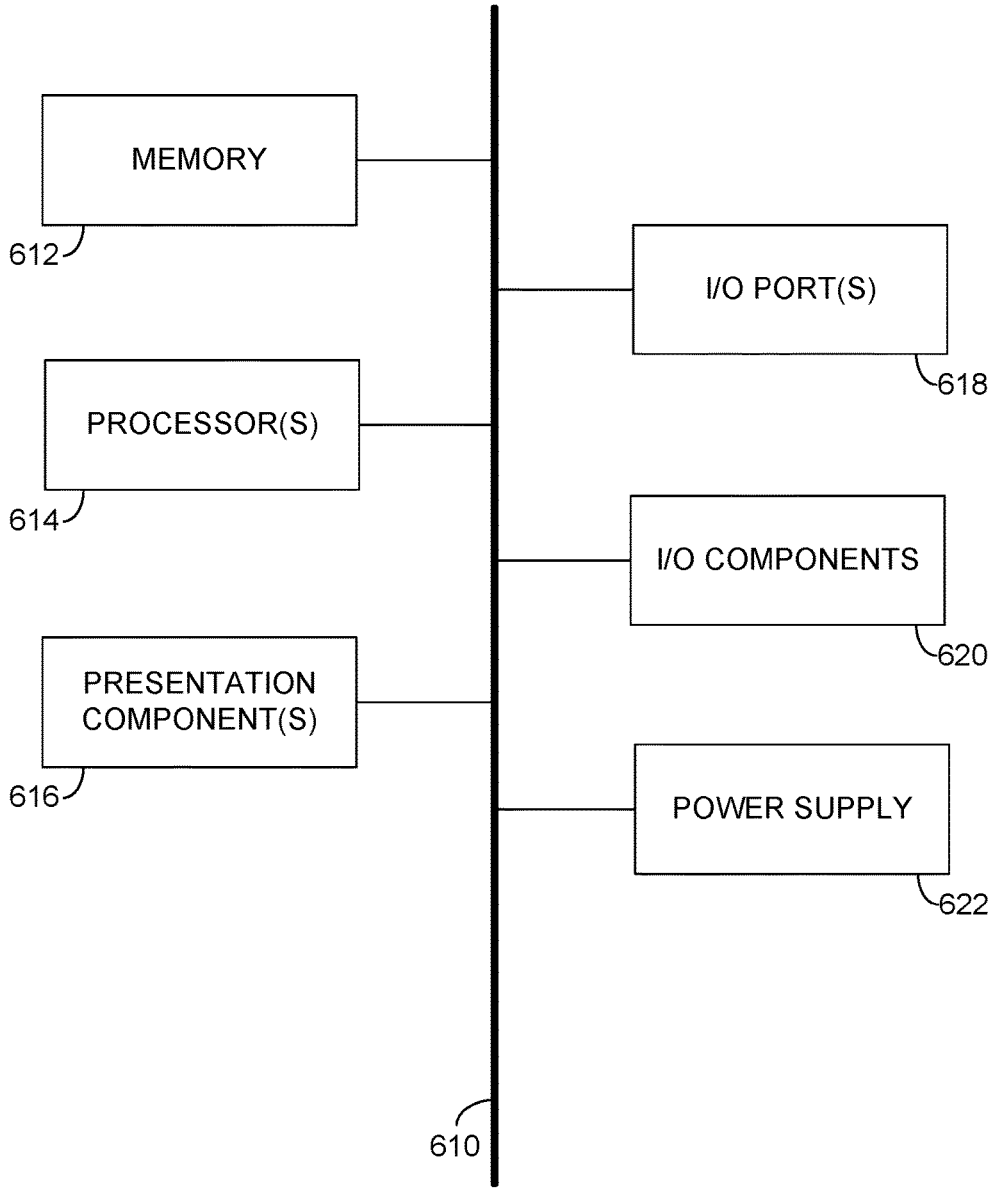 MEMORY
612
PROCESSOR(S)
614
PRESENTATION
COMPONENT(S)
616
I/O PORT(S)
618
I/O COMPONENTS
620
POWER SUPPLY
622
610